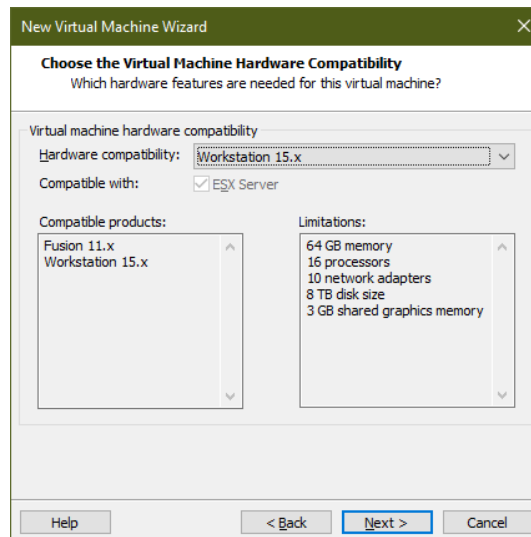 New Virtual Machine Wizard
Choose the Virtual Machine Hardware Compatibility
Which hardware features are needed for this virtual machine?
Virtual machine hardware compatibility
Hardware compatibility: Workstation 15.x
Compatible with: ESX Server
Compatible products:
Fusion 11.x
Workstation 15.x
Limitations:
64 GB memory
16 processors
10 network adapters
8 TB disk size
3 GB shared graphics memory
Help < Back Next > Cancel